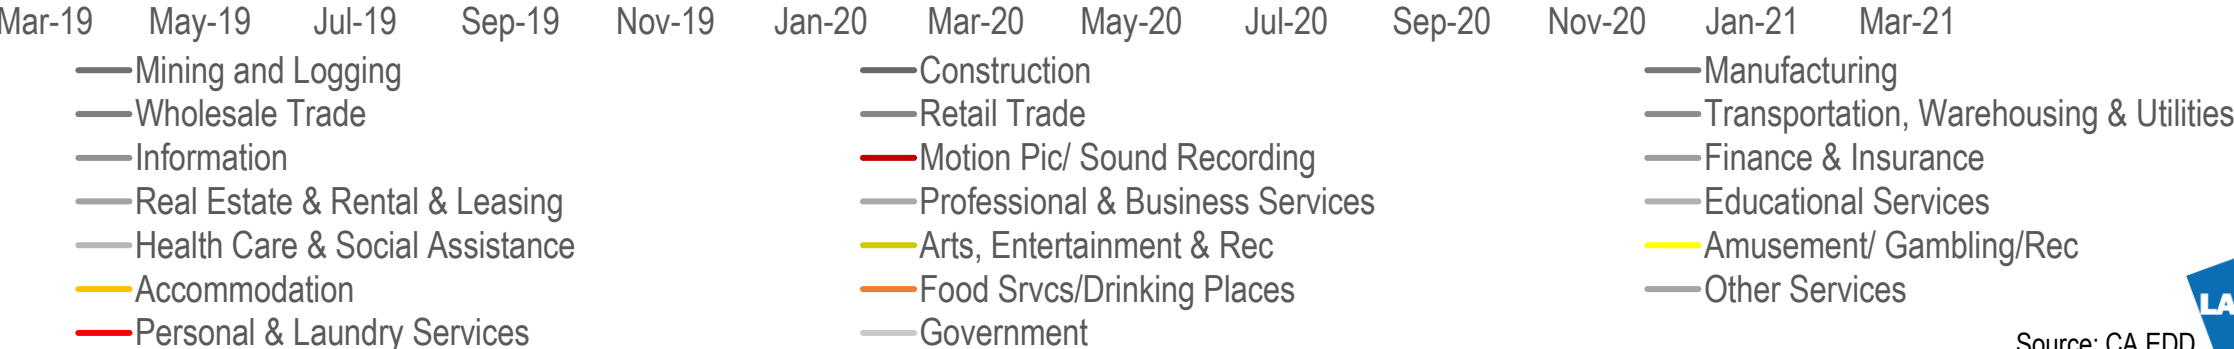 Mar-19 May-19 Jul-19 Sep-19 Nov-19 Jan-20 Mar-20 May-20 Jul-20 Sep-20 Nov-20 Jan-21 Mar-21
Mining and Logging Construction Manufacturing
Wholesale Trade Retail Trade Transportation, Warehousing & Utilities
Information Motion Pic/ Sound Recording Finance & Insurance
Real Estate & Rental & Leasing Professional & Business Services Educational Services
Health Care & Social Assistance Arts, Entertainment & Rec Amusement/ Gambling/Rec
Accommodation Food Srvcs/Drinking Places Other Services
LA
Personal & Laundry Services Government
Source: CA EDD